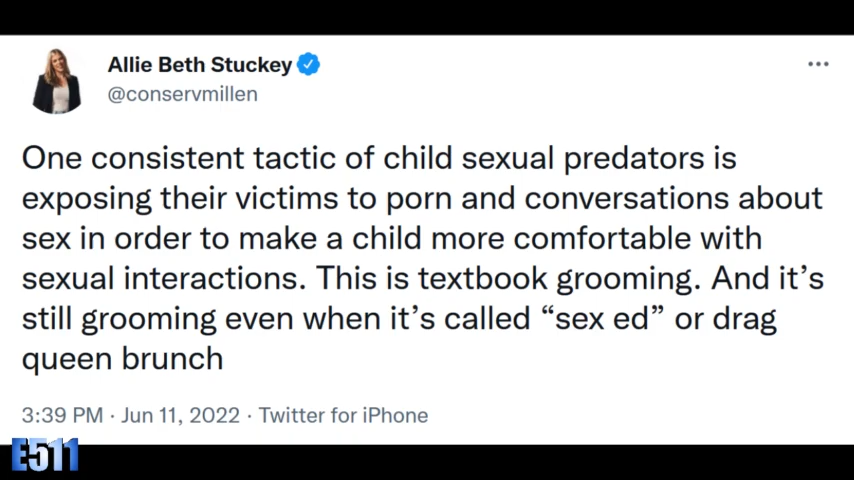 Allie Beth Stuckey
@conservmillen
One consistent tactic of child sexual predators is
exposing their victims to porn and conversations about
sex in order to make a child more comfortable with
sexual interactions. This is textbook grooming. And it’s
still grooming even when it’s called “sex ed” or drag
queen brunch
3:39 PM · Jun 11, 2022 · Twitter for iPhone
E511